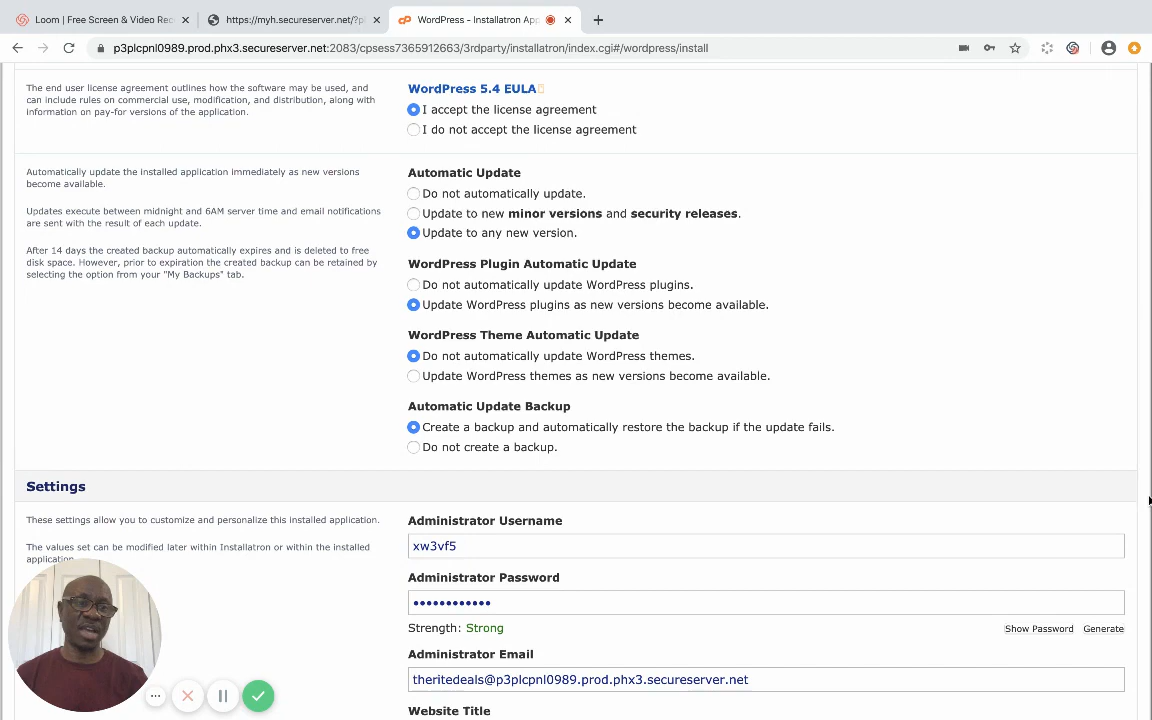 Loom | Free Screen & Video Rec
https://myh.secureserver.net/?pl
WordPress - Installatron App
p3plcpnl0989.prod.phx3.secureserver.net:2083/cpsess7365912663/3rdparty/installatron/index.cgi#/wordpress/install
The end user license agreement outlines how the software may be used, and
can include rules on commercial use, modification, and distribution, along with
information on pay-for versions of the application.
WordPress 5.4 EULA
I accept the license agreement
I do not accept the license agreement
Automatically update the installed application immediately as new versions
become available.
Updates execute between midnight and 6AM server time and email notifications
are sent with the result of each update.
After 14 days the created backup automatically expires and is deleted to free
disk space. However, prior to expiration the created backup can be retained by
selecting the option from your "My Backups" tab.
Automatic Update
Do not automatically update.
Update to new minor versions and security releases.
Update to any new version.
WordPress Plugin Automatic Update
Do not automatically update WordPress plugins.
Update WordPress plugins as new versions become available.
WordPress Theme Automatic Update
Do not automatically update WordPress themes.
Update WordPress themes as new versions become available.
Automatic Update Backup
Create a backup and automatically restore the backup if the update fails.
Do not create a backup.
Settings
These settings allow you to customize and personalize this installed application.
The values set can be modified later within Installatron or within the installed
application.
Administrator Username
xw3vf5
Administrator Password
••••••••••••
Strength: Strong
Show Password Generate
Administrator Email
theritedeals@p3plcpnl0989.prod.phx3.secureserver.net
Website Title